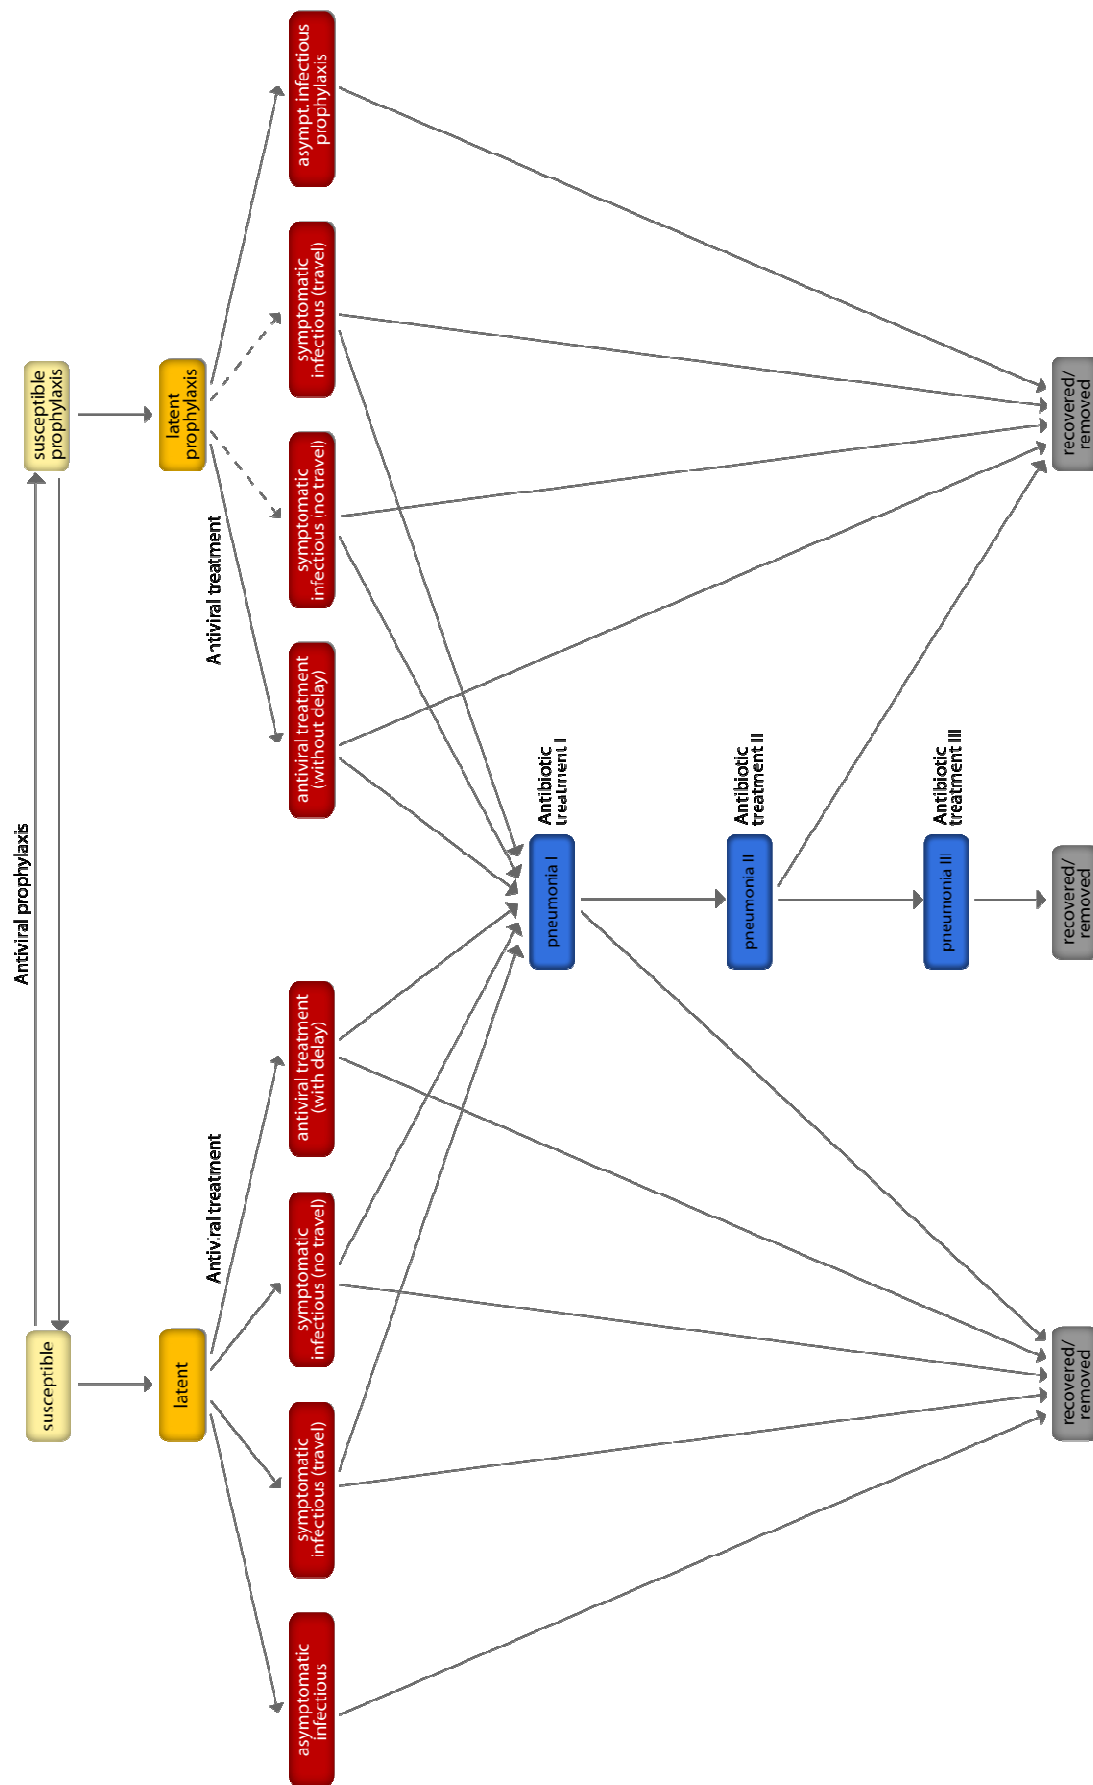 Antiviral prophylaxis
susceptible
susceptible
prophylaxis
latent
latent
prophylaxis
Antiviral treatment
Antiviral treatment
asymptomatic
infectious
symptomatic
infectious (travel)
symptomatic
infectious (no travel)
antiviral treatment
(with delay)
antiviral treatment
(without delay)
symptomatic
infectious (no travel)
symptomatic
infectious (travel)
asympt.infectious
prophylaxis
pneumonia I
Antibiotic
treatment I
pneumonia II
Antibiotic
treatment II
pneumonia III
Antibiotic
treatment III
recovered/
removed
recovered/
removed
recovered/
removed